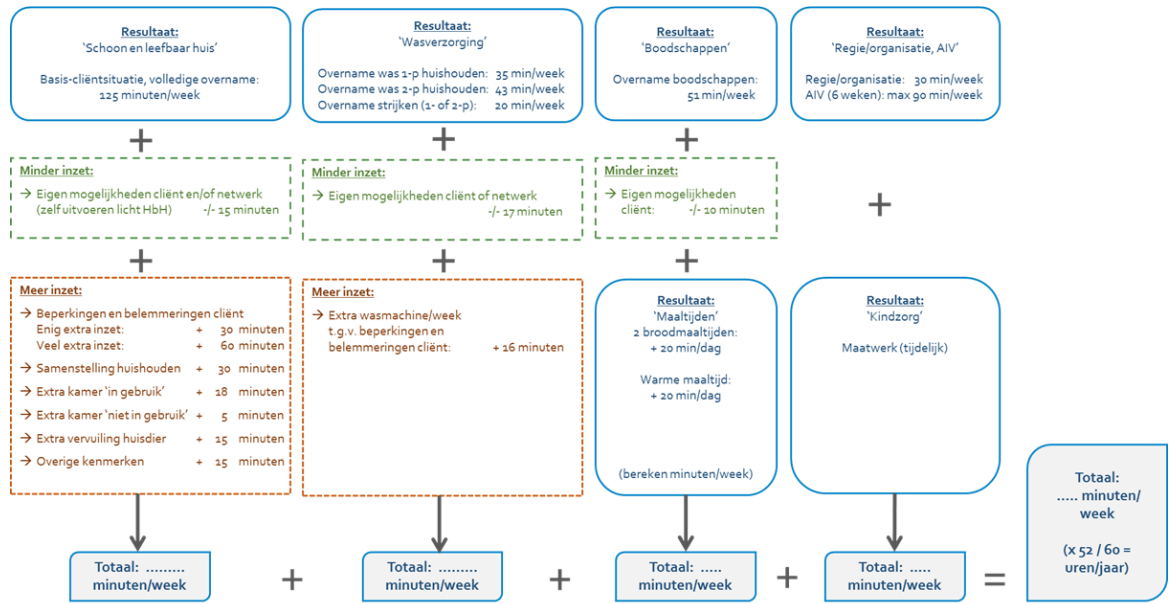 Resultaat:
‘Schoon en leefbaar huis’
Basis-cliëntsituatie, volledige overname:
125 minuten/week
Resultaat:
‘Wasverzorging’
Overname was 1-p huishouden: 35 min/week
Overname was 2-p huishouden: 43 min/week
Overname strijken (1- of 2-p): 20 min/week
Resultaat:
‘Boodschappen’
Overname boodschappen:
51 min/week
Resultaat:
‘Regie/organisatie, AIV’
Regie/organisatie: 30 min/week
AIV (6 weken): max 90 min/week
+ + +
Minder inzet:
→ Eigen mogelijkheden cliënt en/of netwerk
(zelf uitvoeren licht HbH) -/- 15 minuten
Minder inzet:
→ Eigen mogelijkheden cliënt of netwerk
-/- 17 minuten
Minder inzet:
→ Eigen mogelijkheden
cliënt: -/- 10 minuten
+
+ + +
Meer inzet:
→ Beperkingen en belemmeringen cliënt
Enig extra inzet: + 30 minuten
Veel extra inzet: + 60 minuten
→ Samenstelling huishouden + 30 minuten
→ Extra kamer ‘in gebruik’ + 18 minuten
→ Extra kamer ‘niet in gebruik’ + 5 minuten
→ Extra vervuiling huisdier + 15 minuten
→ Overige kenmerken + 15 minuten
Meer inzet:
→ Extra wasmachine/week
t.g.v. beperkingen en
belemmeringen cliënt: + 16 minuten
Resultaat:
‘Maaltijden’
2 broodmaaltijden:
+ 20 min/dag
Warme maaltijd:
+ 20 min/dag
(bereken minuten/week)
Resultaat:
‘Kindzorg’
Maatwerk (tijdelijk)
Totaal: .........
minuten/week
+
Totaal: .........
minuten/week
+
Totaal: .....
minuten/week
+
Totaal: .....
minuten/week
=
Totaal:
..... minuten/
week
(x 52 / 60 =
uren/jaar)